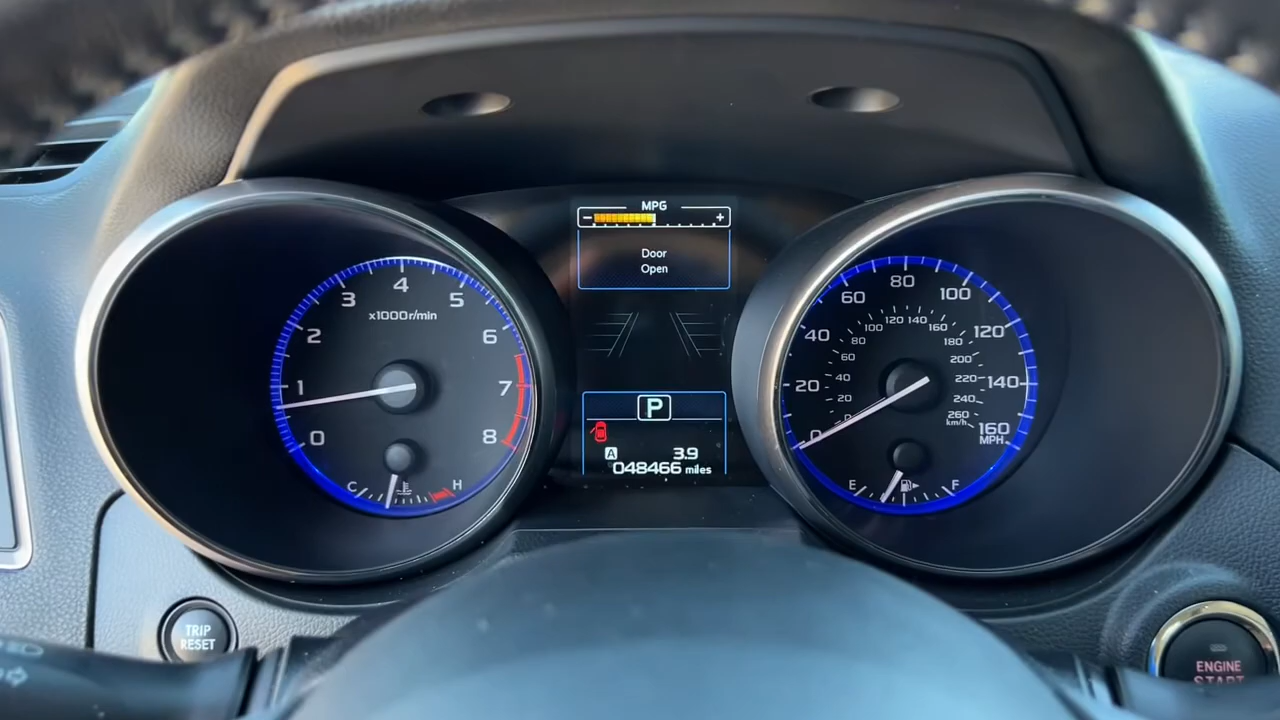 MPG
- +
Door
Open
0 1 2 3 4 5 6 7 8
x1000r/min
C H
P
A 3.9
048466 miles
0 20 40 60 80 100 120 140 160
MPH
0 20 40 60 80 100 120 140 160 180 200 220 240 260
km/h
E F
TRIP
RESET
ENGINE
START